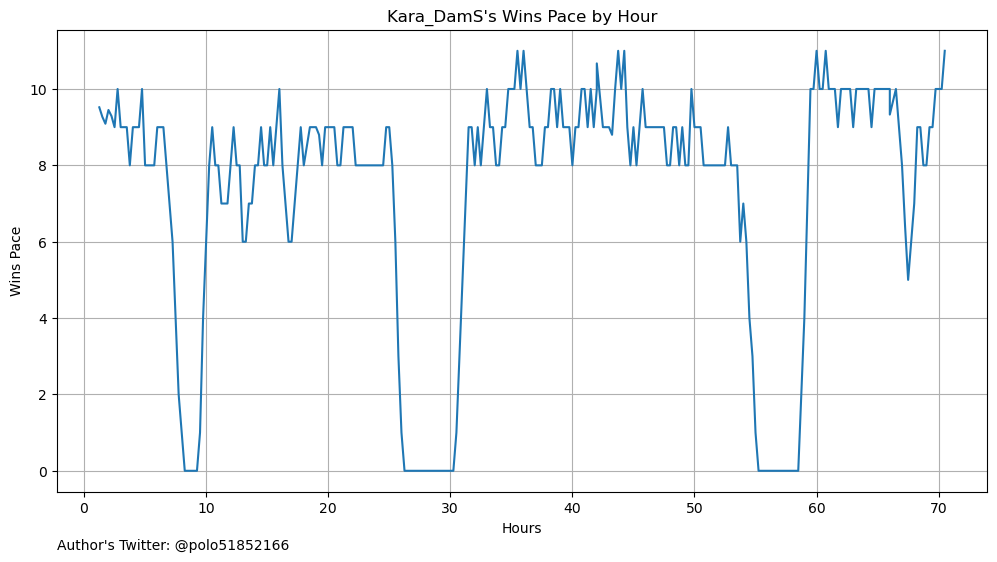 Kara_DamS's Wins Pace by Hour
Wins Pace
10
8
6
4
2
0
0 10 20 30 40 50 60 70
Hours
Author's Twitter: @polo51852166